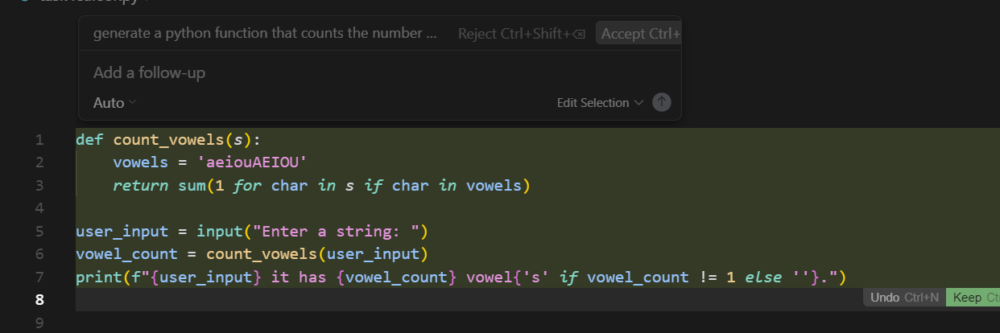 generate a python function that counts the number ... Reject Ctrl+Shift+⌫ Accept Ctrl+
Add a follow-up
Auto Edit Selection
1 def count_vowels(s):
2     vowels = 'aeiouAEIOU'
3     return sum(1 for char in s if char in vowels)
4
5 user_input = input("Enter a string: ")
6 vowel_count = count_vowels(user_input)
7 print(f"{user_input} it has {vowel_count} vowel{'s' if vowel_count != 1 else ''}.")
8
Undo Ctrl+N Keep
9